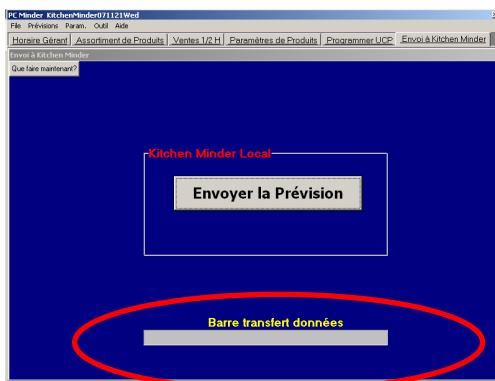 PC Minder KitchenMinder071121Wed
File Prévisions Param. Outil Aide
Horaire Gérant Assortiment de Produits Ventes 1/2 H Paramètres de Produits Programmer UCP Envoi à Kitchen Minder
Envoi à Kitchen Minder
Que faire maintenant?
Kitchen Minder Local
Envoyer la Prévision
Barre transfert données